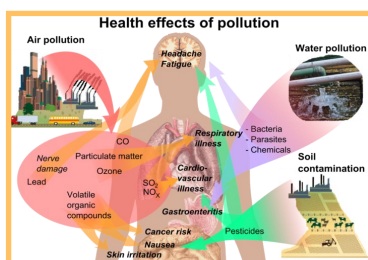 Health effects of pollution
Air pollution
Water pollution
Headache
Fatigue
CO
Particulate matter
Ozone
Nerve
damage
Lead
Volatile
organic
compounds
SO2
NOX
Respiratory
illness
Cardio-
vascular
illness
Gastroenteritis
Cancer risk
Nausea
Skin irritation
- Bacteria
- Parasites
- Chemicals
Soil
contamination
Pesticides